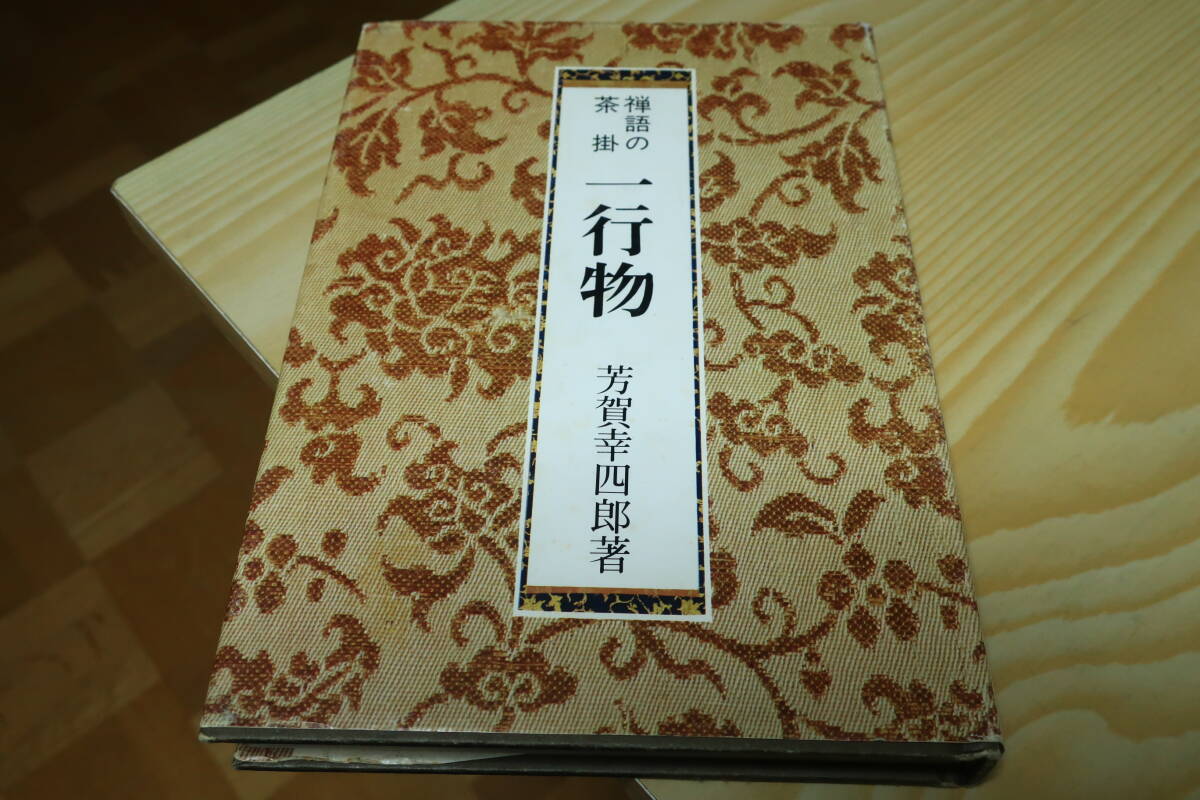 禅語の
茶掛
一行物
芳賀幸四郎著